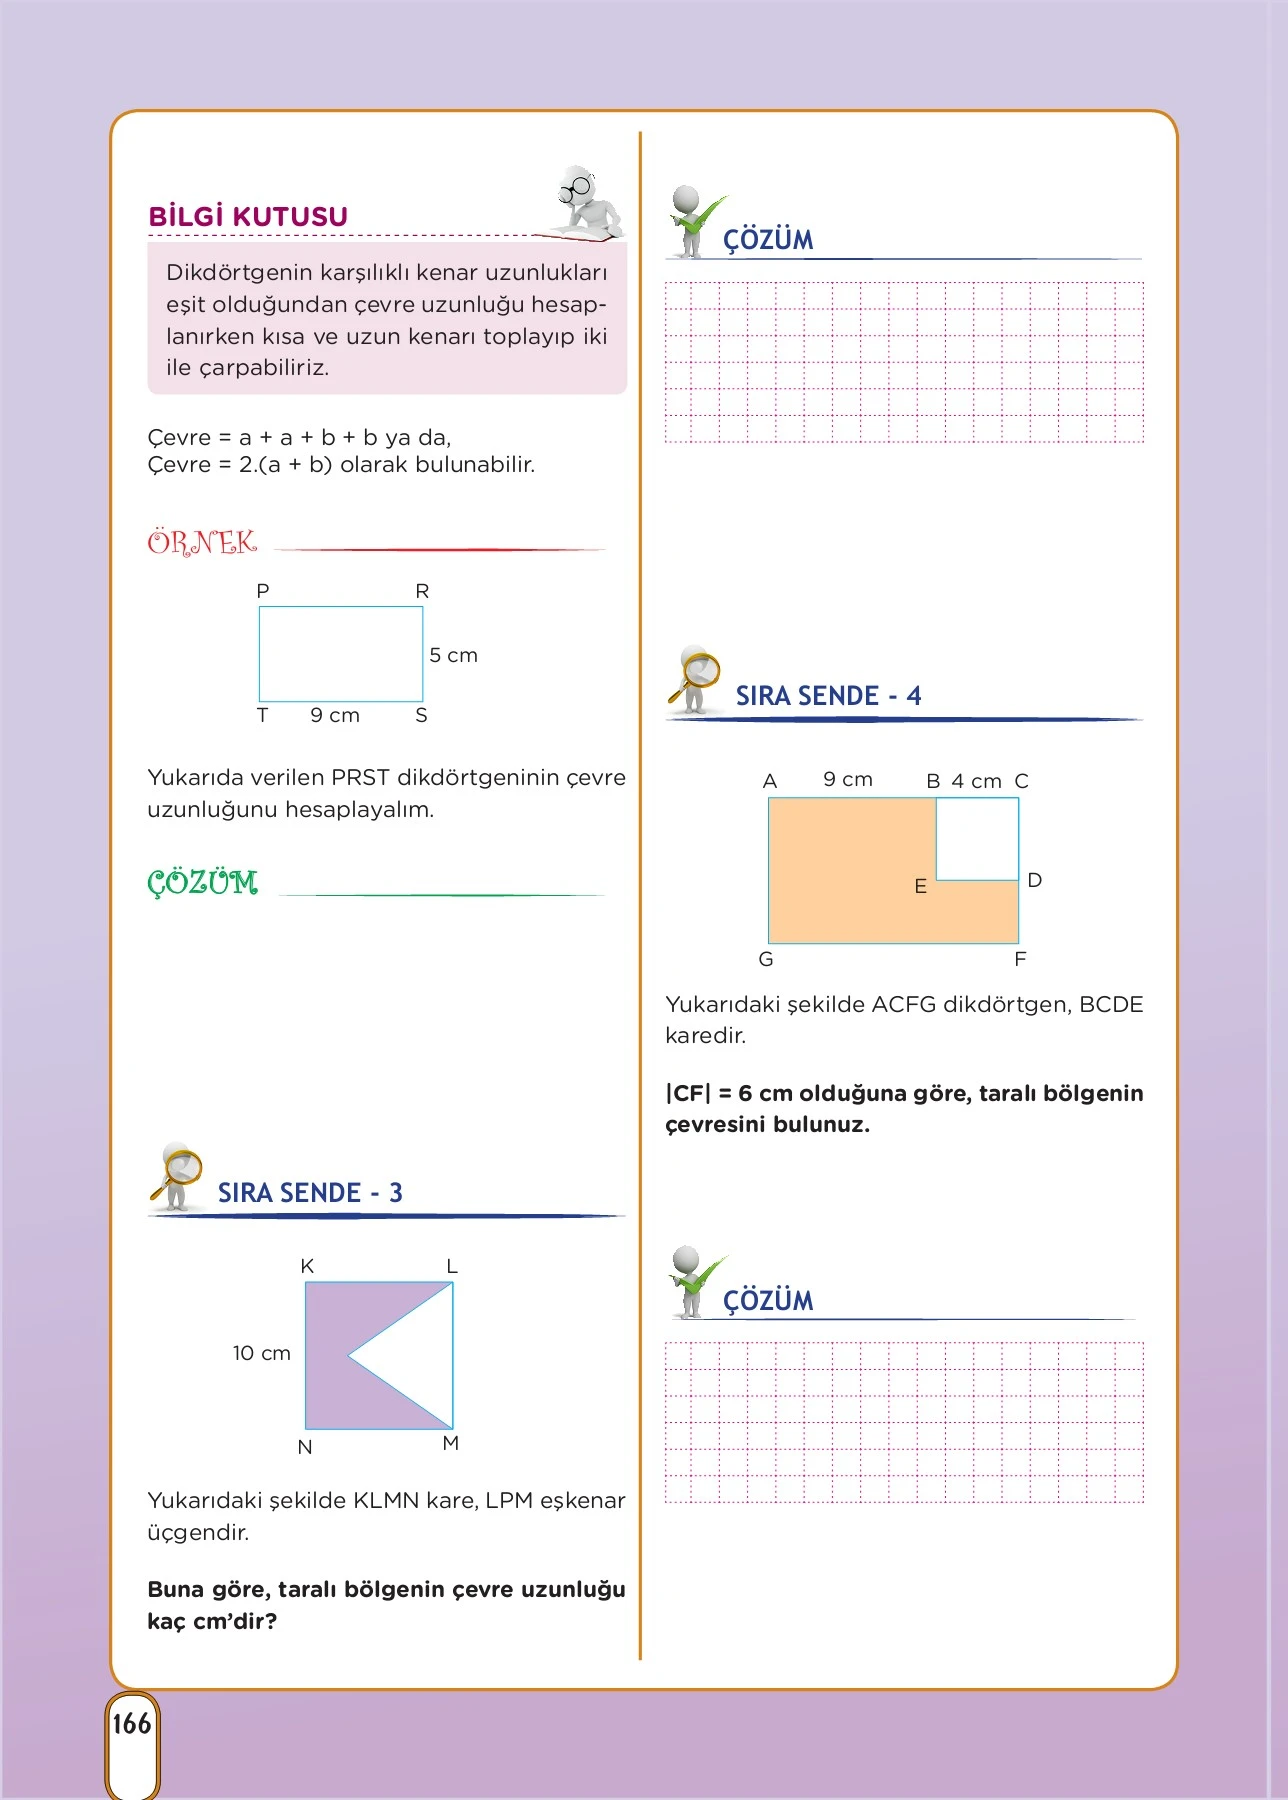 BİLGİ KUTUSU
Dikdörtgenin karşılıklı kenar uzunlukları
eşit olduğundan çevre uzunluğu hesap-
lanırken kısa ve uzun kenarı toplayıp iki
ile çarpabiliriz.
Çevre = a + a + b + b ya da,
Çevre = 2.(a + b) olarak bulunabilir.
ÖRNEK
P R
5 cm
T 9 cm S
Yukarıda verilen PRST dikdörtgeninin çevre
uzunluğunu hesaplayalım.
ÇÖZÜM
SIRA SENDE - 3
K L
10 cm
N M
Yukarıdaki şekilde KLMN kare, LPM eşkenar
üçgendir.
Buna göre, taralı bölgenin çevre uzunluğu
kaç cm'dir?
ÇÖZÜM
SIRA SENDE - 4
A 9 cm B 4 cm C
E D
G F
Yukarıdaki şekilde ACFG dikdörtgen, BCDE
karedir.
|CF| = 6 cm olduğuna göre, taralı bölgenin
çevresini bulunuz.
ÇÖZÜM
166